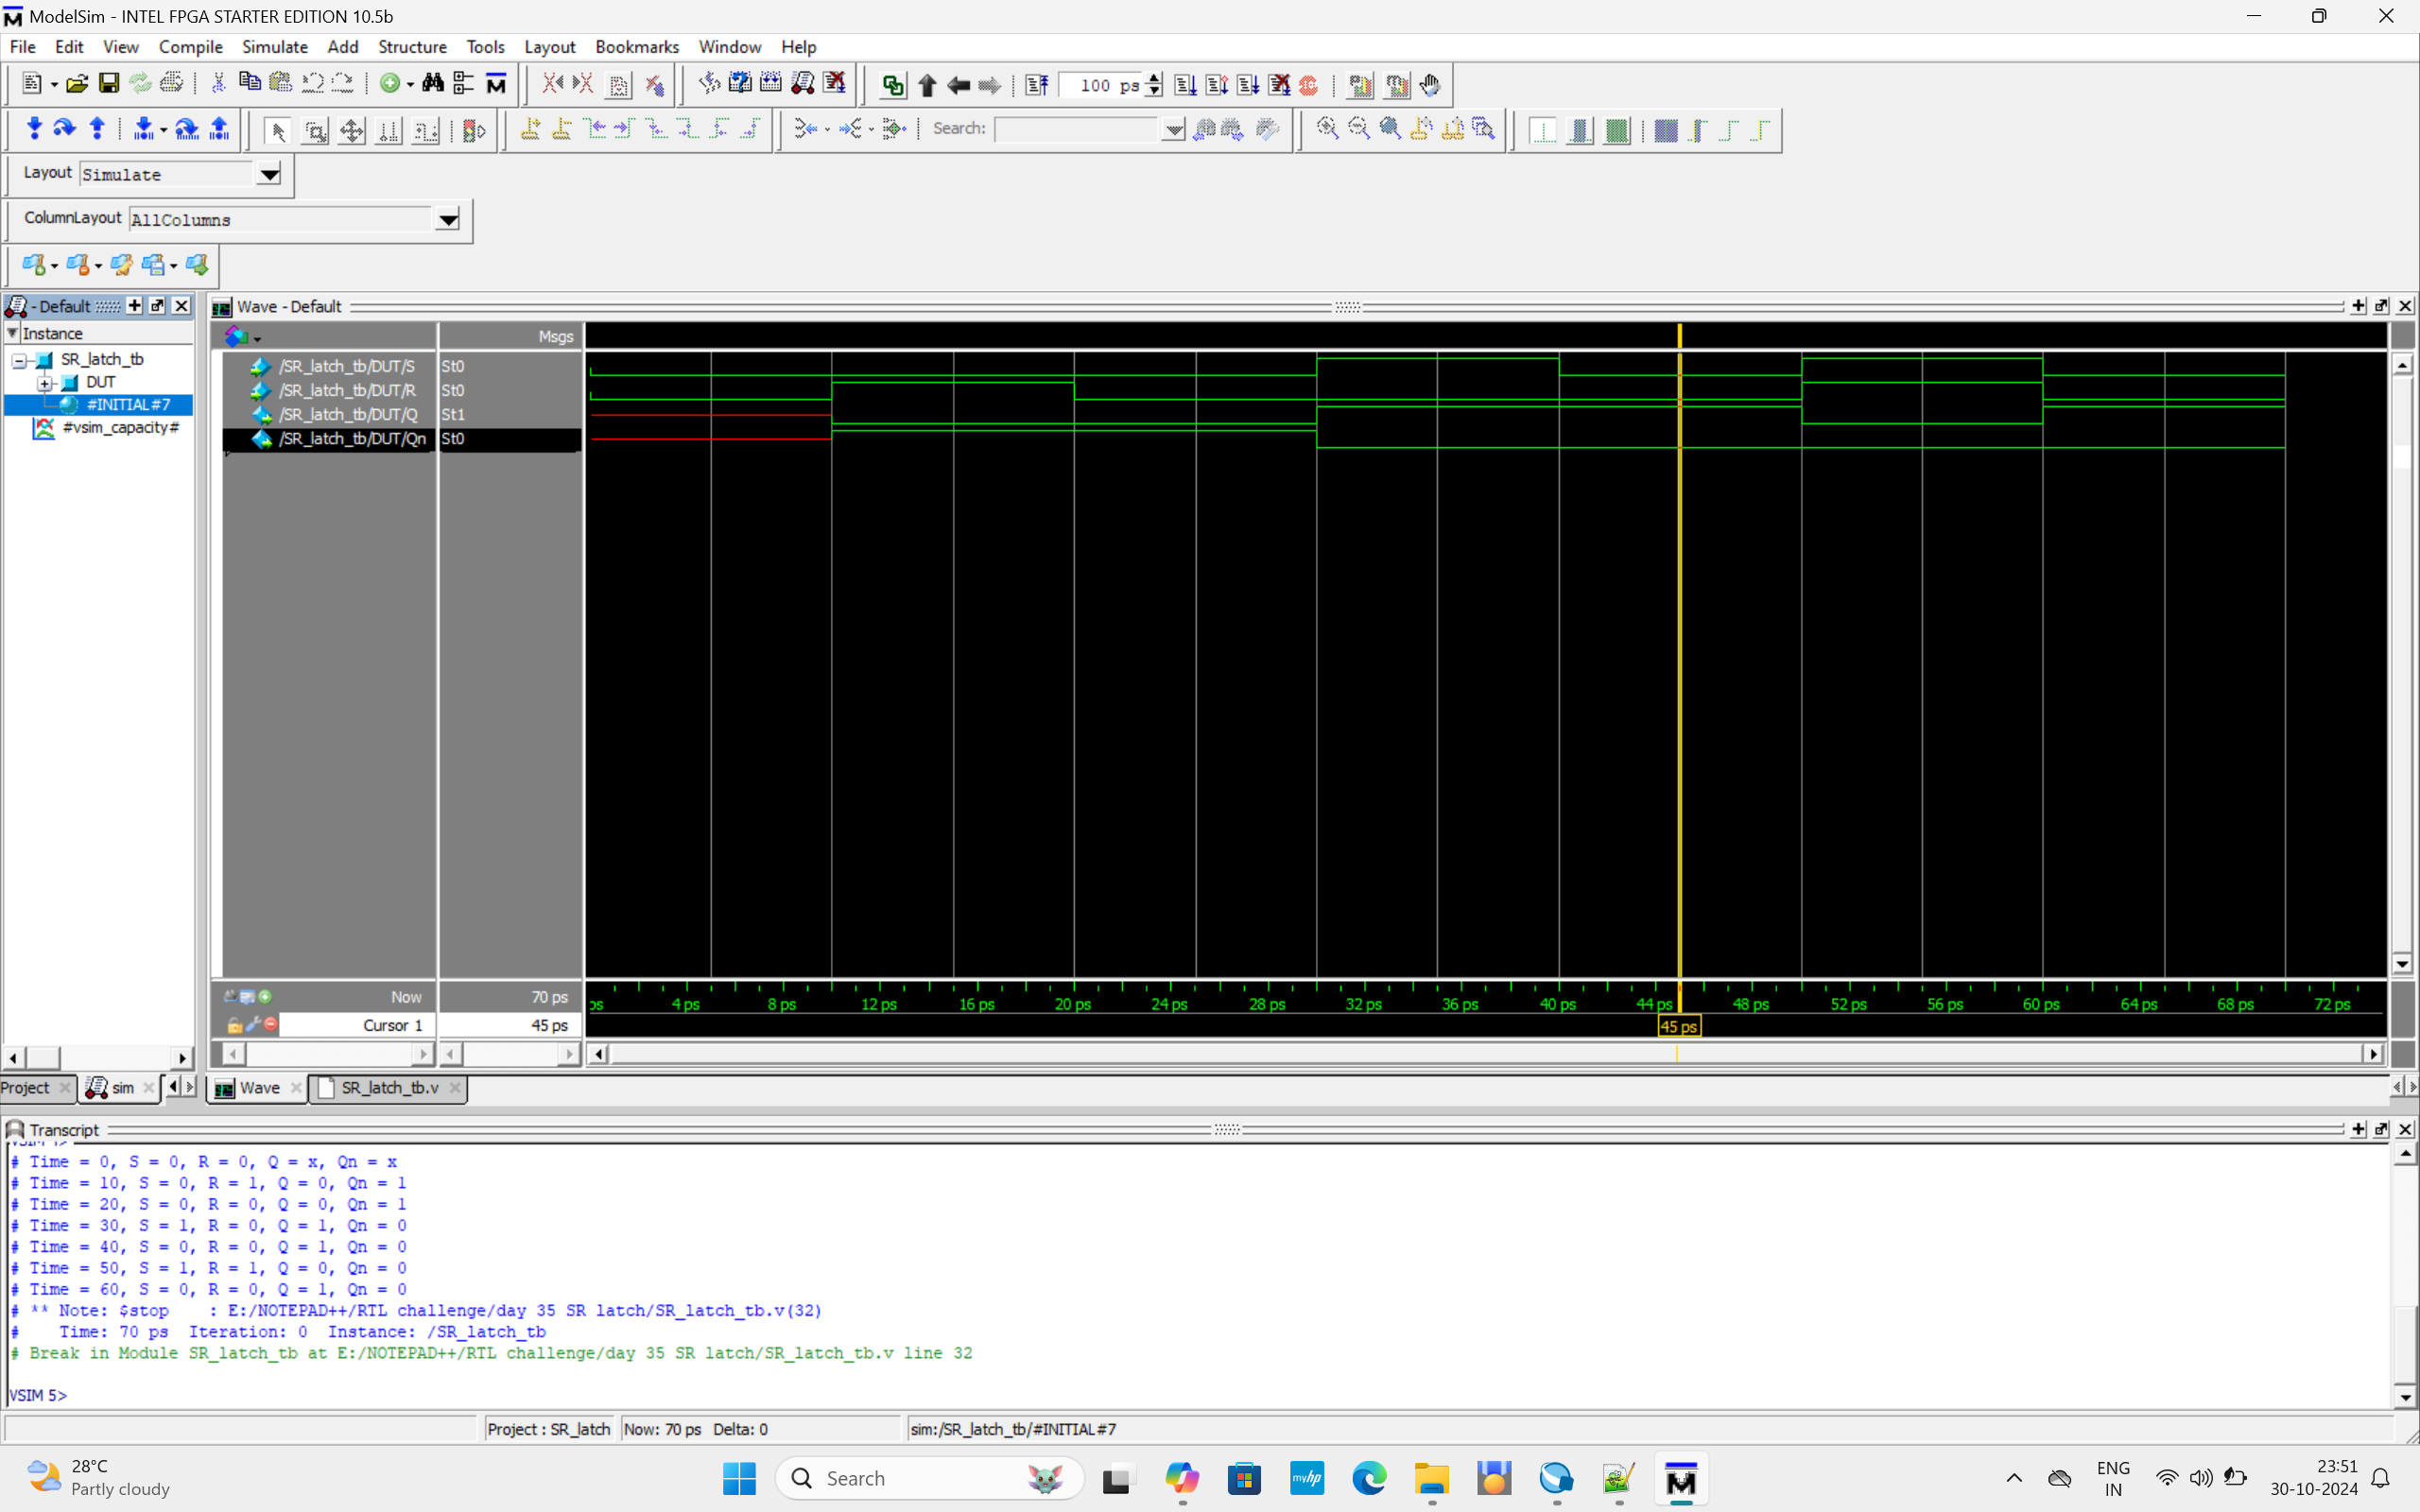 ModelSim - INTEL FPGA STARTER EDITION 10.5b
File Edit View Compile Simulate Add Structure Tools Layout Bookmarks Window Help
100 ps
Search:
Layout Simulate
ColumnLayout AllColumns
- Default
Wave - Default
Instance
Msgs
SR_latch_tb
DUT
#INITIAL#7
#vsim_capacity#
/SR_latch_tb/DUT/S St0
/SR_latch_tb/DUT/R St0
/SR_latch_tb/DUT/Q St1
/SR_latch_tb/DUT/Qn St0
Now 70 ps
ps 4 ps 8 ps 12 ps 16 ps 20 ps 24 ps 28 ps 32 ps 36 ps 40 ps 44 ps 48 ps 52 ps 56 ps 60 ps 64 ps 68 ps 72 ps
Cursor 1 45 ps
45 ps
Project sim Wave SR_latch_tb.v
Transcript
# Time = 0, S = 0, R = 0, Q = x, Qn = x
# Time = 10, S = 0, R = 1, Q = 0, Qn = 1
# Time = 20, S = 0, R = 0, Q = 0, Qn = 1
# Time = 30, S = 1, R = 0, Q = 1, Qn = 0
# Time = 40, S = 0, R = 0, Q = 1, Qn = 0
# Time = 50, S = 1, R = 1, Q = 0, Qn = 0
# Time = 60, S = 0, R = 0, Q = 1, Qn = 0
# ** Note: $stop : E:/NOTEPAD++/RTL challenge/day 35 SR latch/SR_latch_tb.v(32)
# Time: 70 ps Iteration: 0 Instance: /SR_latch_tb
# Break in Module SR_latch_tb at E:/NOTEPAD++/RTL challenge/day 35 SR latch/SR_latch_tb.v line 32
VSIM 5>
Project : SR_latch Now: 70 ps Delta: 0 sim:/SR_latch_tb/#INITIAL#7
28°C
Partly cloudy
Search
myhp
ENG
IN
23:51
30-10-2024